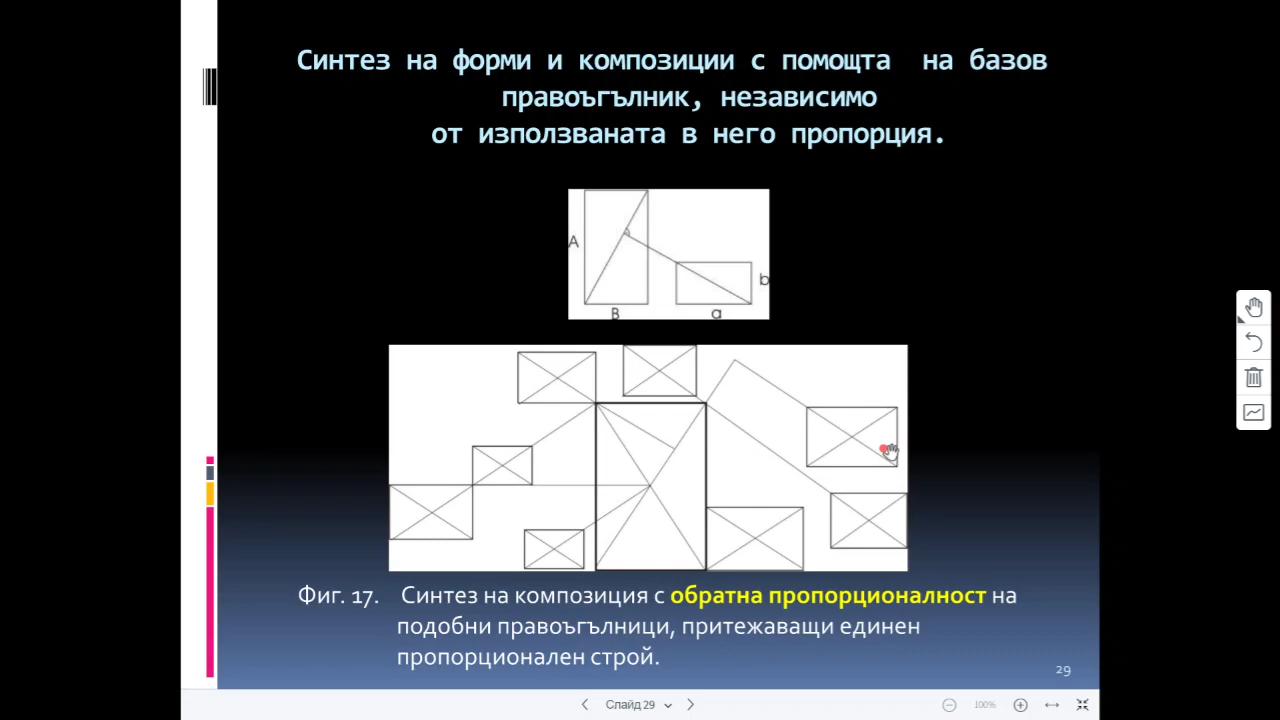 Синтез на форми и композиции с помощта на базов
правоъгълник, независимо
от използваната в него пропорция.
A
b
B
a
Фиг. 17. Синтез на композиция с обратна пропорционалност на
подобни правоъгълници, притежаващи единен
пропорционален строй.
29
Слайд 29
100%